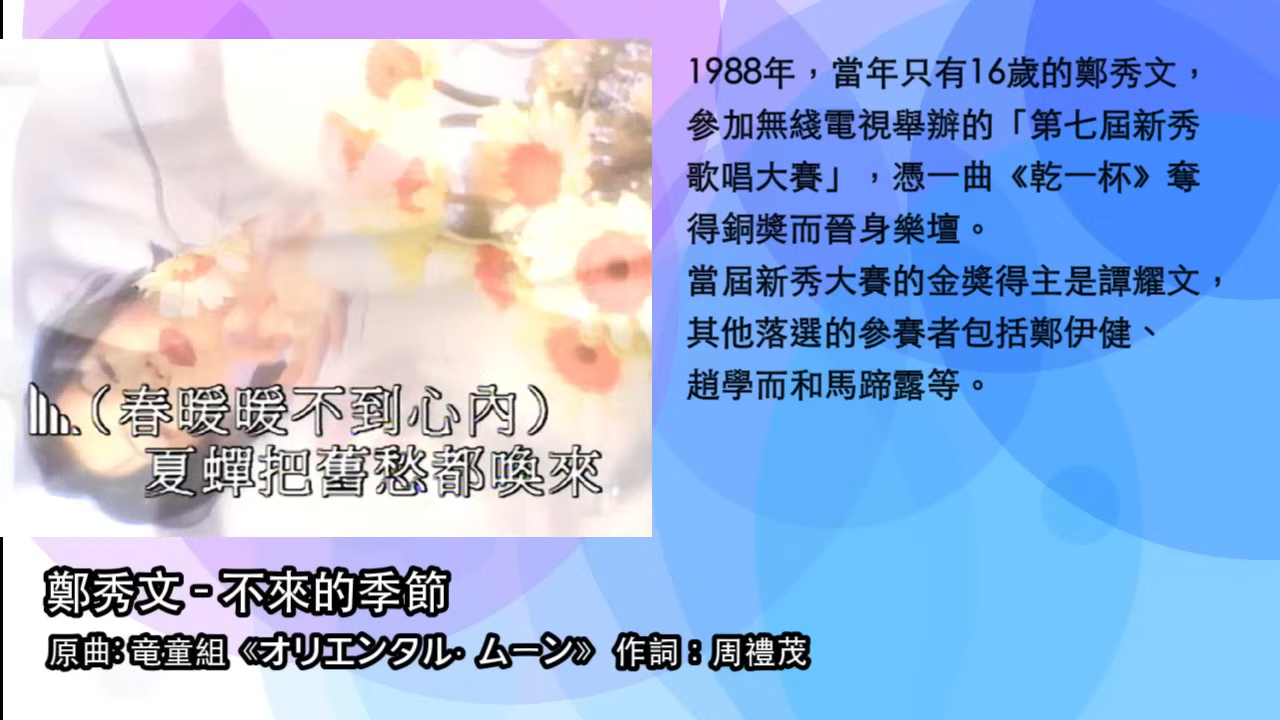 1988年，當年只有16歲的鄭秀文，
參加無綫電視舉辦的「第七屆新秀
歌唱大賽」，憑一曲《乾一杯》奪
得銅獎而晉身樂壇。
當屆新秀大賽的金獎得主是譚耀文，
其他落選的參賽者包括鄭伊健、
趙學而和馬蹄露等。
（春暖暖不到心內）
夏蟬把舊愁都喚來
鄭秀文 - 不來的季節
原曲: 竜童組《オリエンタル· ムーン》 作詞：周禮茂